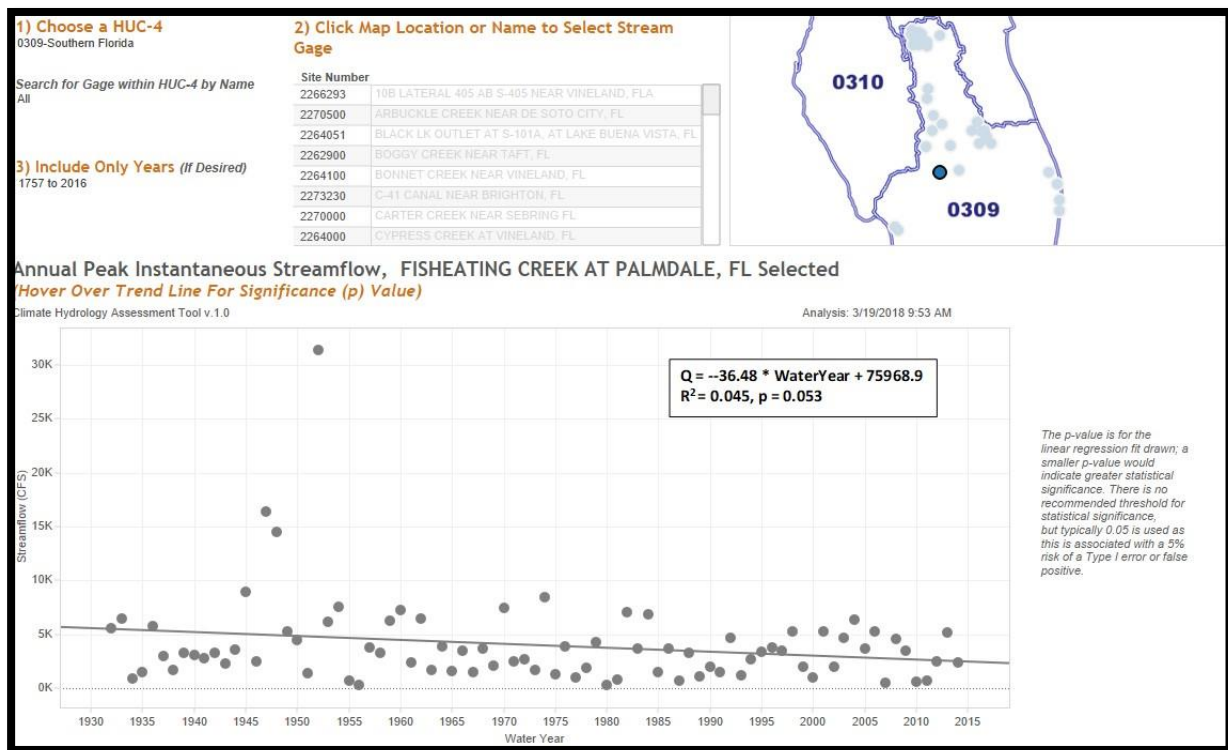 1) Choose a HUC-4
0309-Southern Florida
Search for Gage within HUC-4 by Name
All
3) Include Only Years (If Desired)
1757 to 2016
2) Click Map Location or Name to Select Stream
Gage
Site Number
2266293 10B LATERAL 405 AB S-405 NEAR VINELAND, FLA
2270500 ARBUCKLE CREEK NEAR DE SOTO CITY, FL
2264051 BLACK LK OUTLET AT S-101A, AT LAKE BUENA VISTA, FL
2262900 BOGGY CREEK NEAR TAFT, FL
2264100 BONNET CREEK NEAR VINELAND, FL
2273230 C-41 CANAL NEAR BRIGHTON, FL
2270000 CARTER CREEK NEAR SEBRING FL
2264000 CYPRESS CREEK AT VINELAND, FL
0310
0309
Annual Peak Instantaneous Streamflow, FISHEATING CREEK AT PALMDALE, FL Selected
(Hover Over Trend Line For Significance (p) Value)
Climate Hydrology Assessment Tool v.1.0
Analysis: 3/19/2018 9:53 AM
Q = --36.48 * WaterYear + 75968.9
R²= 0.045, p = 0.053
30K
25K
20K
15K
10K
5K
0K
Streamflow (CFS)
1930 1935 1940 1945 1950 1955 1960 1965 1970 1975 1980 1985 1990 1995 2000 2005 2010 2015
Water Year
The p-value is for the
linear regression fit drawn; a
smaller p-value would
indicate greater statistical
significance. There is no
recommended threshold for
statistical significance,
but typically 0.05 is used as
this is associated with a 5%
risk of a Type I error or false
positive.